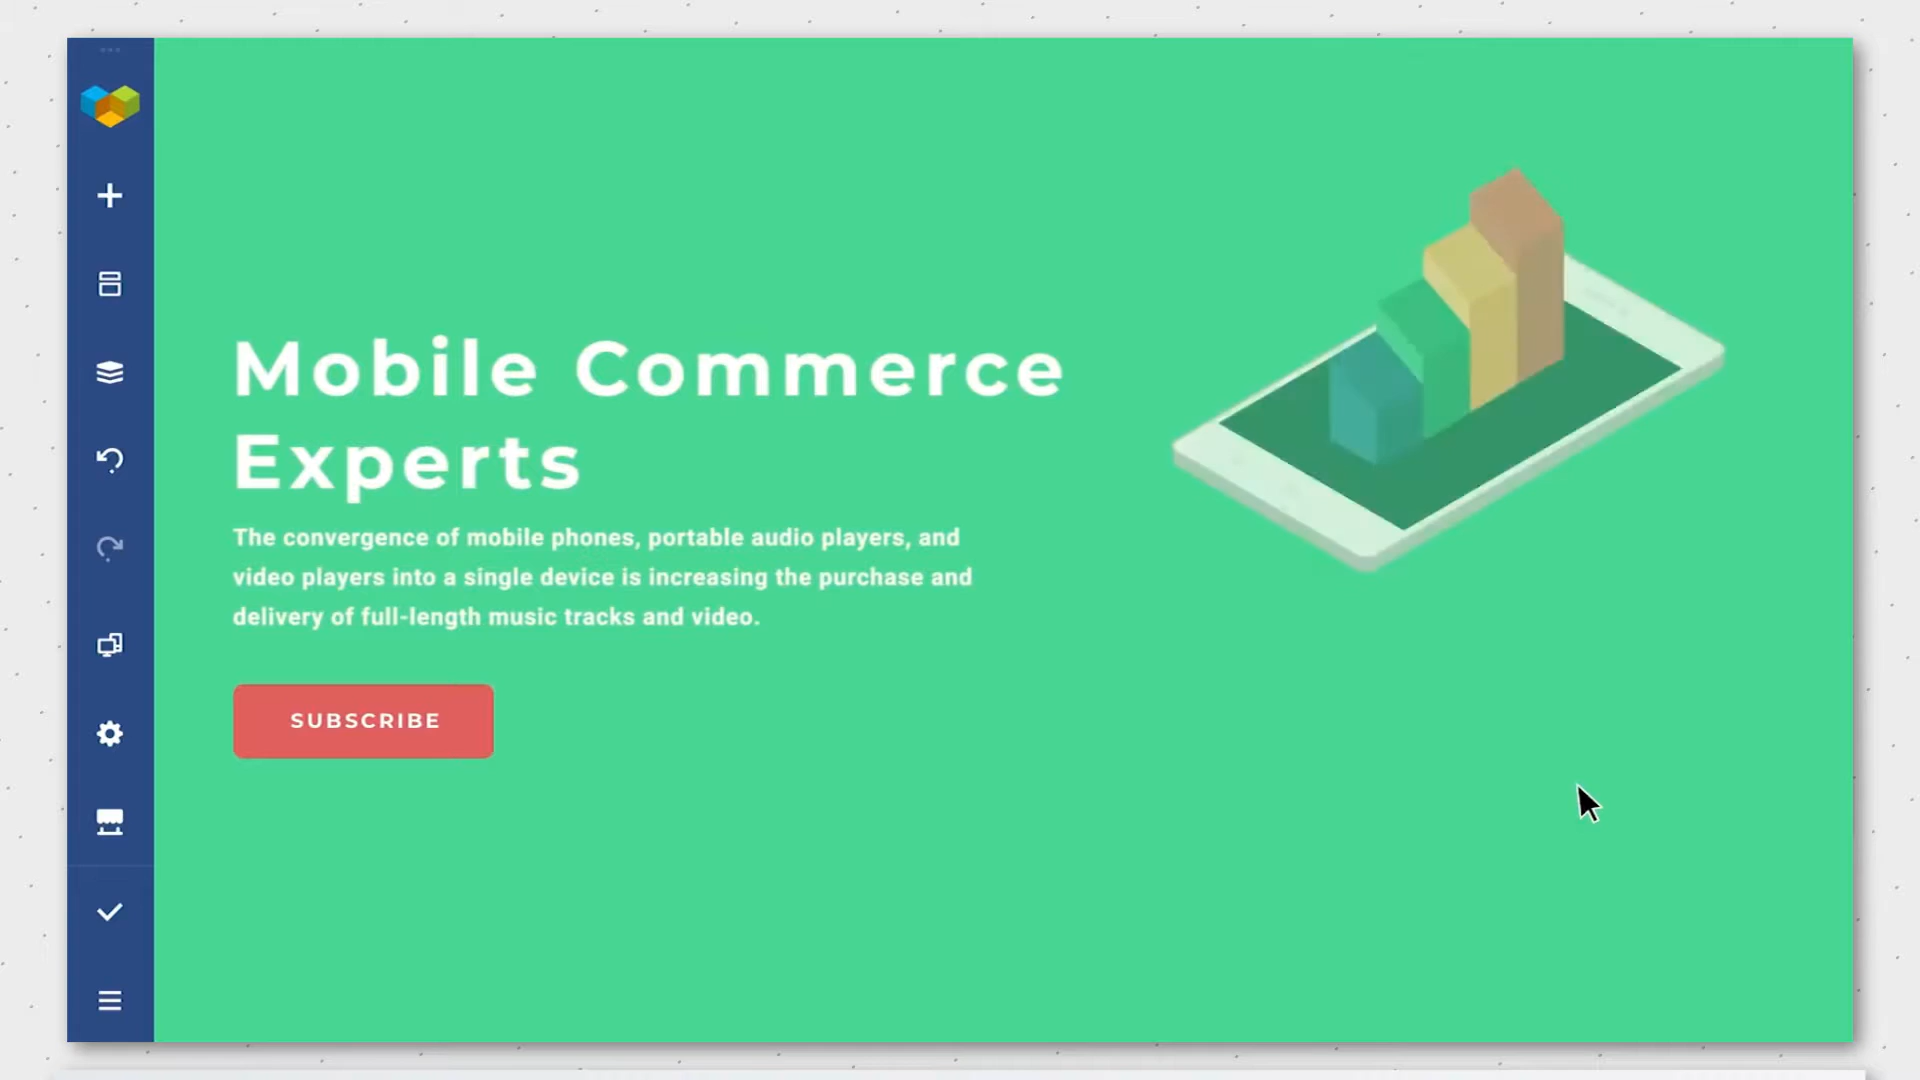 Mobile Commerce
Experts
The convergence of mobile phones, portable audio players, and
video players into a single device is increasing the purchase and
delivery of full-length music tracks and video.
SUBSCRIBE